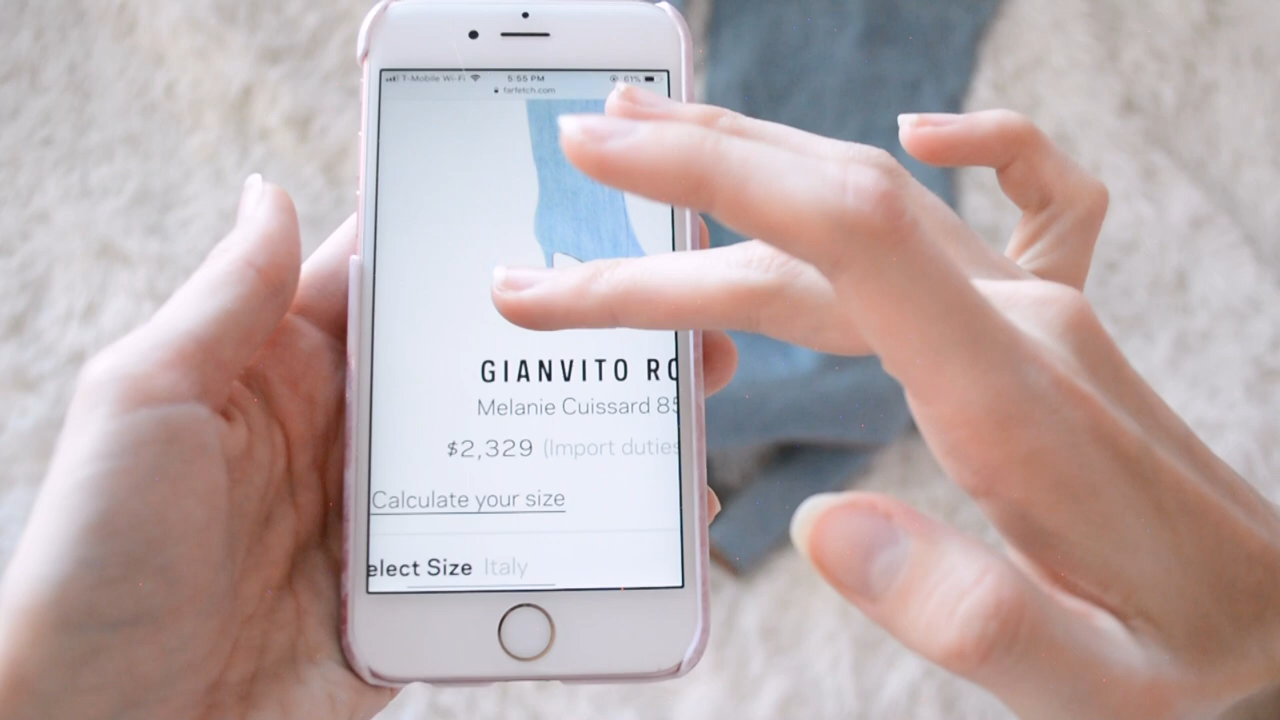 T-Mobile Wi-Fi 5:55 PM 61%
farfetch.com
GIANVITO RO
Melanie Cuissard 85
$2,329 (Import duties
Calculate your size
elect Size Italy